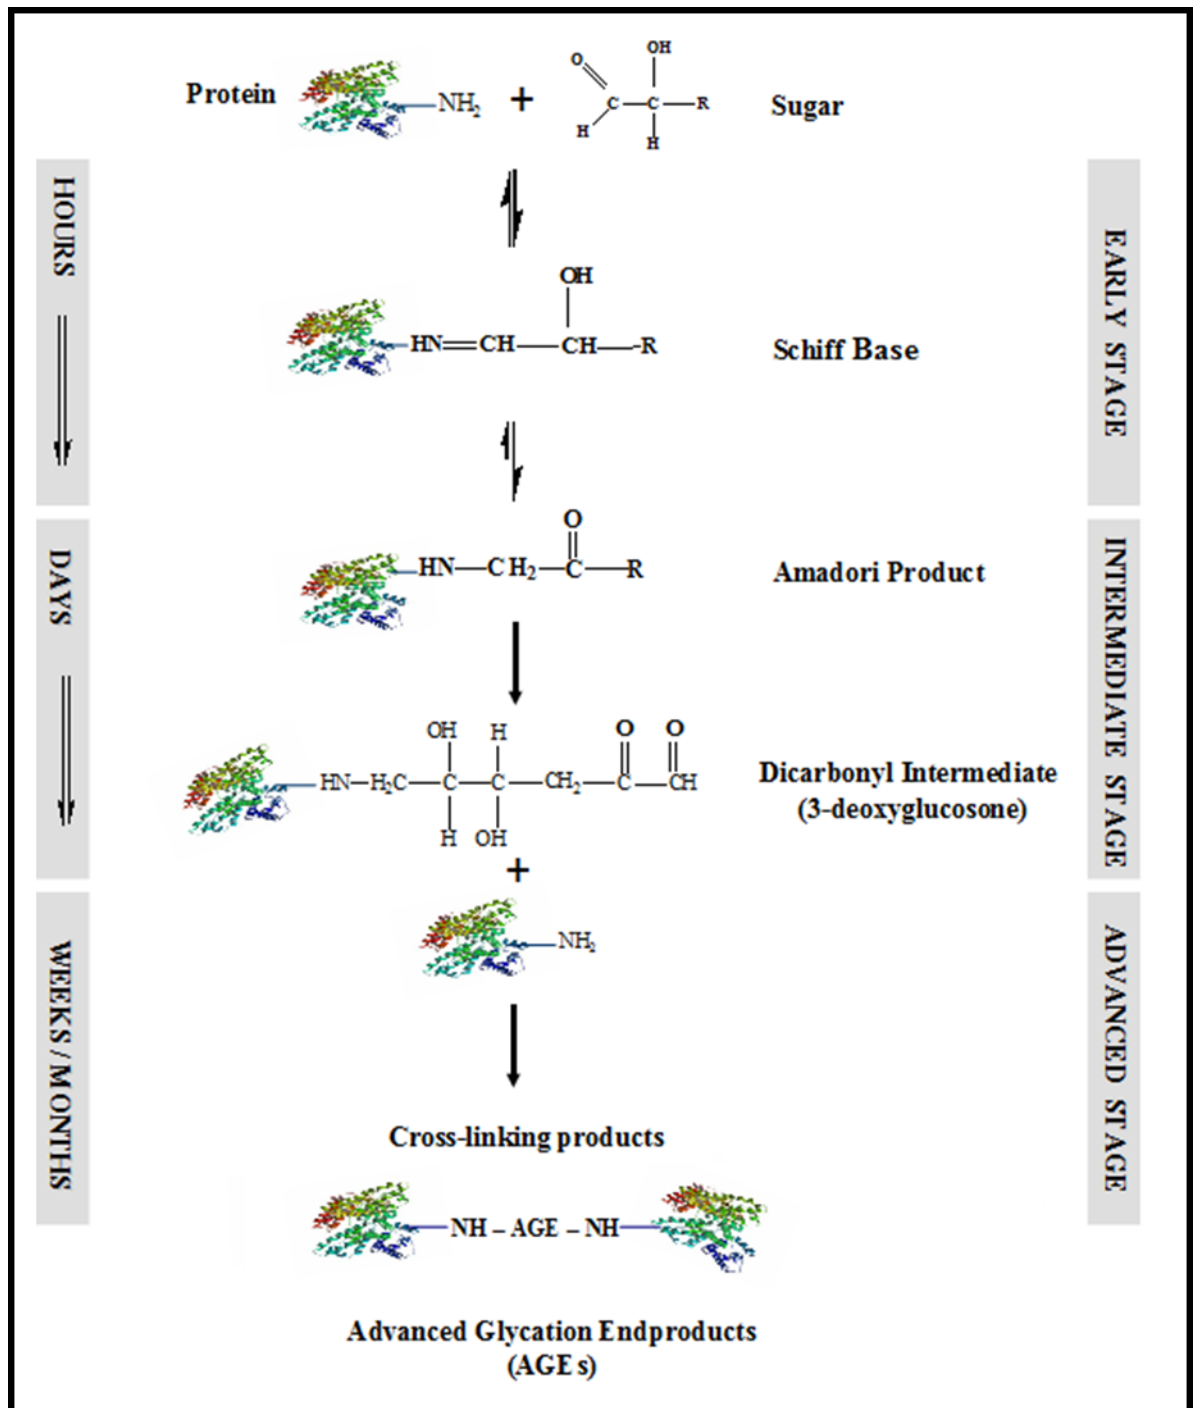 Protein
NH₂
+
O
OH
C
C
R
H
H
Sugar
HOURS
EARLY STAGE
OH
HN
CH
CH
R
Schiff Base
DAYS
INTERMEDIATE STAGE
O
HN
CH₂
C
R
Amadori Product
OH
H
O
O
HN
H₂C
C
C
CH₂
C
CH
H
OH
Dicarbonyl Intermediate
(3-deoxyglucosone)
+
NH₂
WEEKS / MONTHS
ADVANCED STAGE
Cross-linking products
NH – AGE – NH
Advanced Glycation Endproducts
(AGEs)